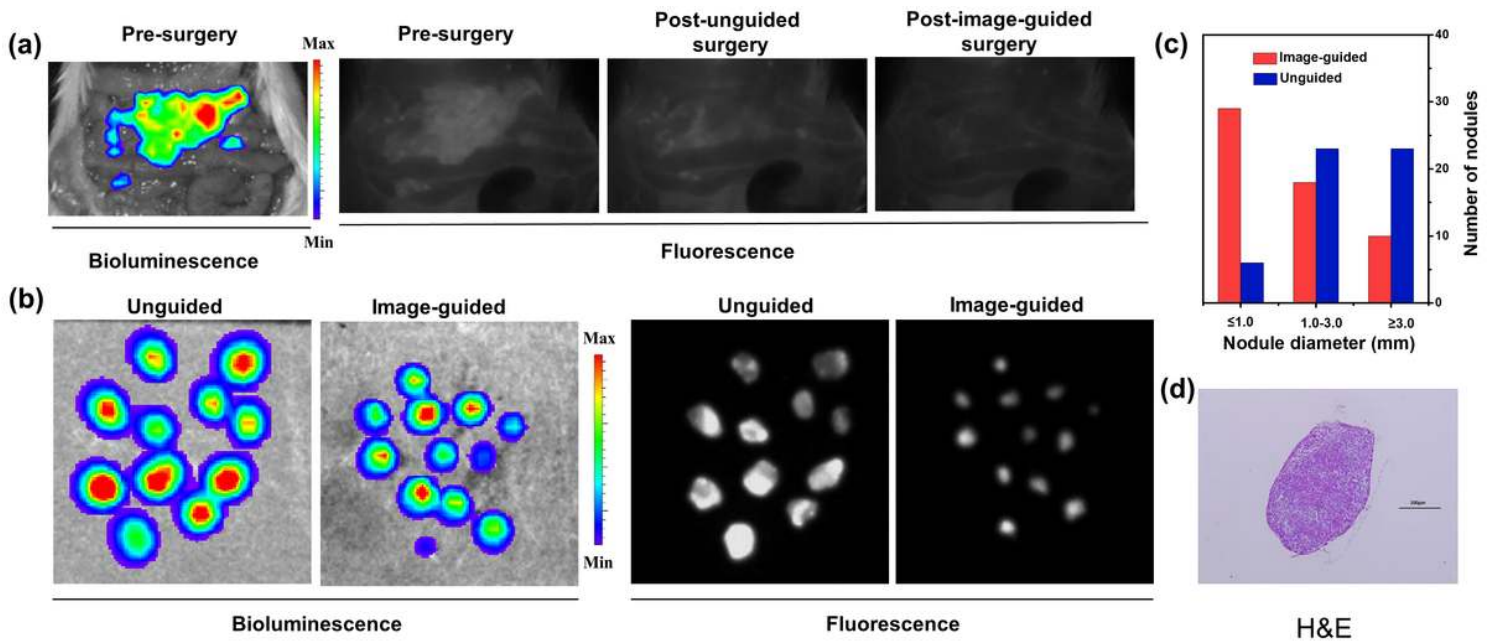 (a)
Pre-surgery
Max
Min
Bioluminescence
Pre-surgery
Post-unguided
surgery
Post-image-guided
surgery
Fluorescence
(b)
Unguided
Image-guided
Max
Min
Bioluminescence
Unguided
Image-guided
Fluorescence
(c)
Image-guided
Unguided
40
30
20
10
0
Number of nodules
≤1.0
1.0-3.0
≥3.0
Nodule diameter (mm)
(d)
H&E